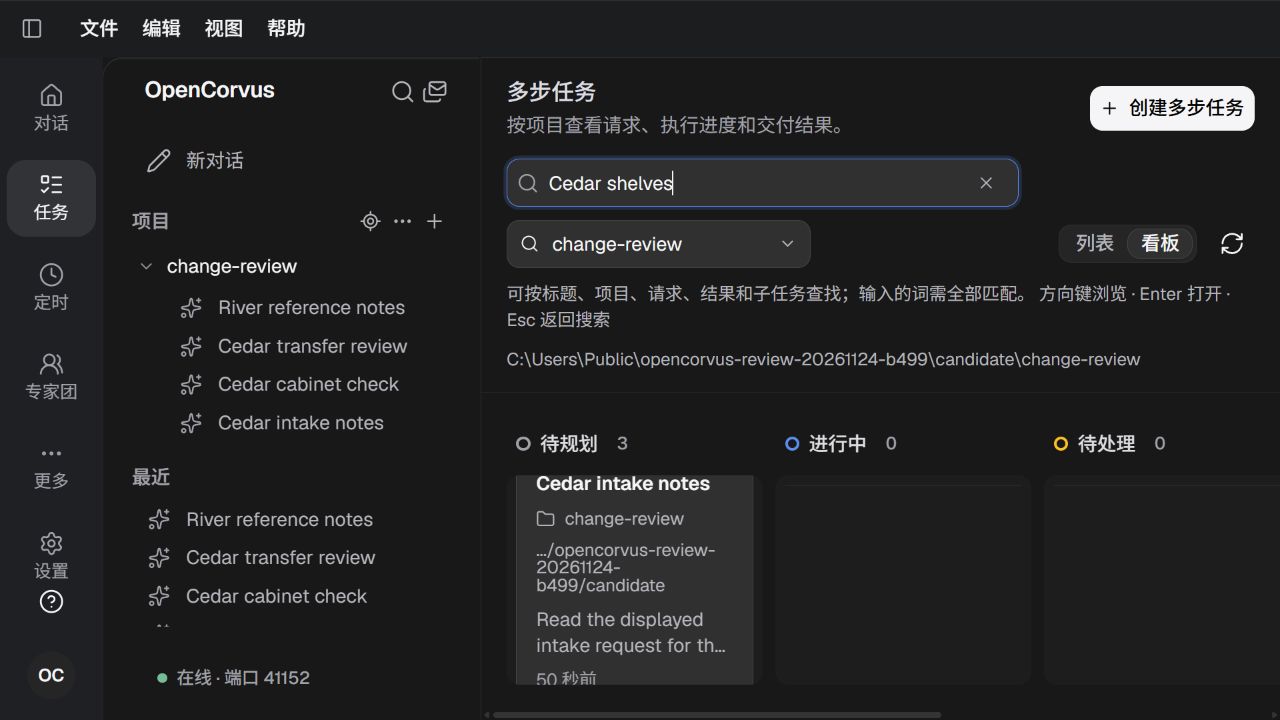 文件 编辑 视图 帮助
对话
任务
定时
专家团
更多
设置
OC
OpenCorvus
新对话
项目
change-review
River reference notes
Cedar transfer review
Cedar cabinet check
Cedar intake notes
最近
River reference notes
Cedar transfer review
Cedar cabinet check
在线 · 端口 41152
多步任务
按项目查看请求、执行进度和交付结果。
+ 创建多步任务
Cedar shelves
change-review
列表 看板
可按标题、项目、请求、结果和子任务查找；输入的词需全部匹配。 方向键浏览 · Enter 打开 ·
Esc 返回搜索
C:\Users\Public\opencorvus-review-20261124-b499\candidate\change-review
待规划 3
Cedar intake notes
change-review
.../opencorvus-review-
20261124-
b499/candidate
Read the displayed
intake request for th...
50 秒前
进行中 0
待处理 0